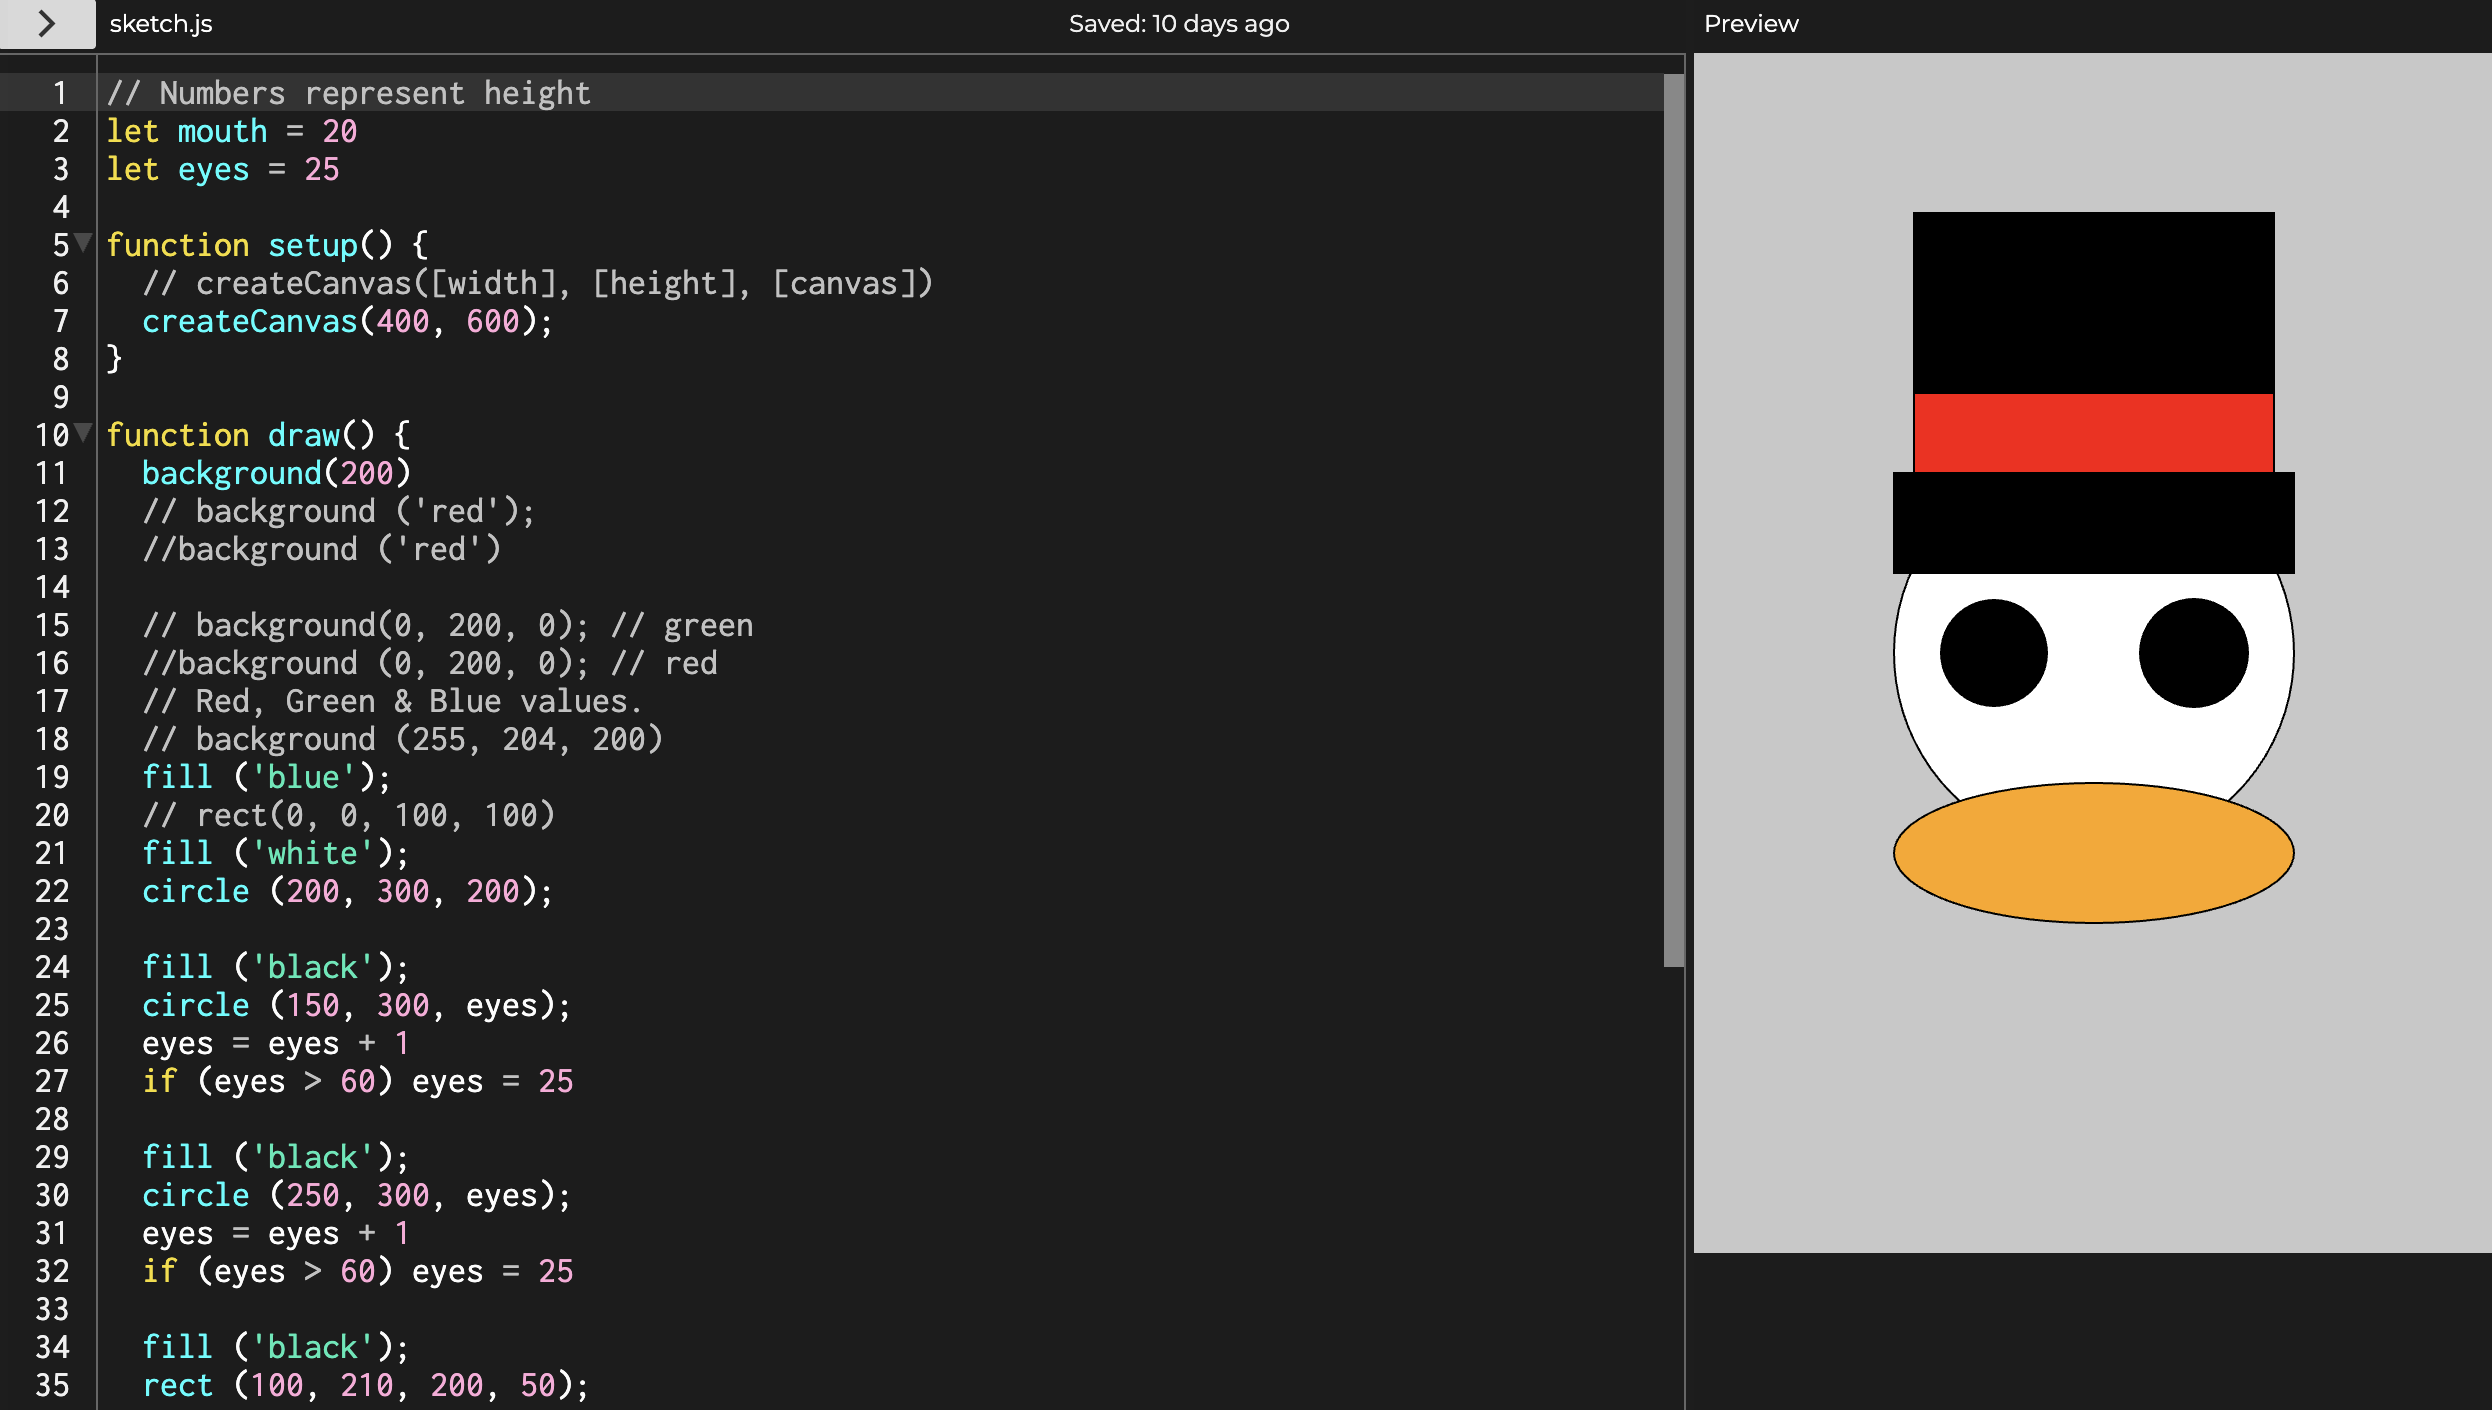 sketch.js
Saved: 10 days ago
Preview
1 // Numbers represent height
2 let mouth = 20
3 let eyes = 25
4
5 function setup() {
6 // createCanvas([width], [height], [canvas])
7 createCanvas(400, 600);
8 }
9
10 function draw() {
11 background(200)
12 // background ('red');
13 //background ('red')
14
15 // background(0, 200, 0); // green
16 //background (0, 200, 0); // red
17 // Red, Green & Blue values.
18 // background (255, 204, 200)
19 fill ('blue');
20 // rect(0, 0, 100, 100)
21 fill ('white');
22 circle (200, 300, 200);
23
24 fill ('black');
25 circle (150, 300, eyes);
26 eyes = eyes + 1
27 if (eyes > 60) eyes = 25
28
29 fill ('black');
30 circle (250, 300, eyes);
31 eyes = eyes + 1
32 if (eyes > 60) eyes = 25
33
34 fill ('black');
35 rect (100, 210, 200, 50);